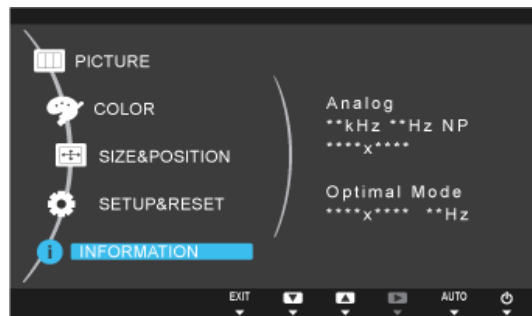 PICTURE
COLOR
SIZE&POSITION
SETUP&RESET
INFORMATION
Analog
**kHz **Hz NP
****x****
Optimal Mode
****x**** **Hz
EXIT
AUTO